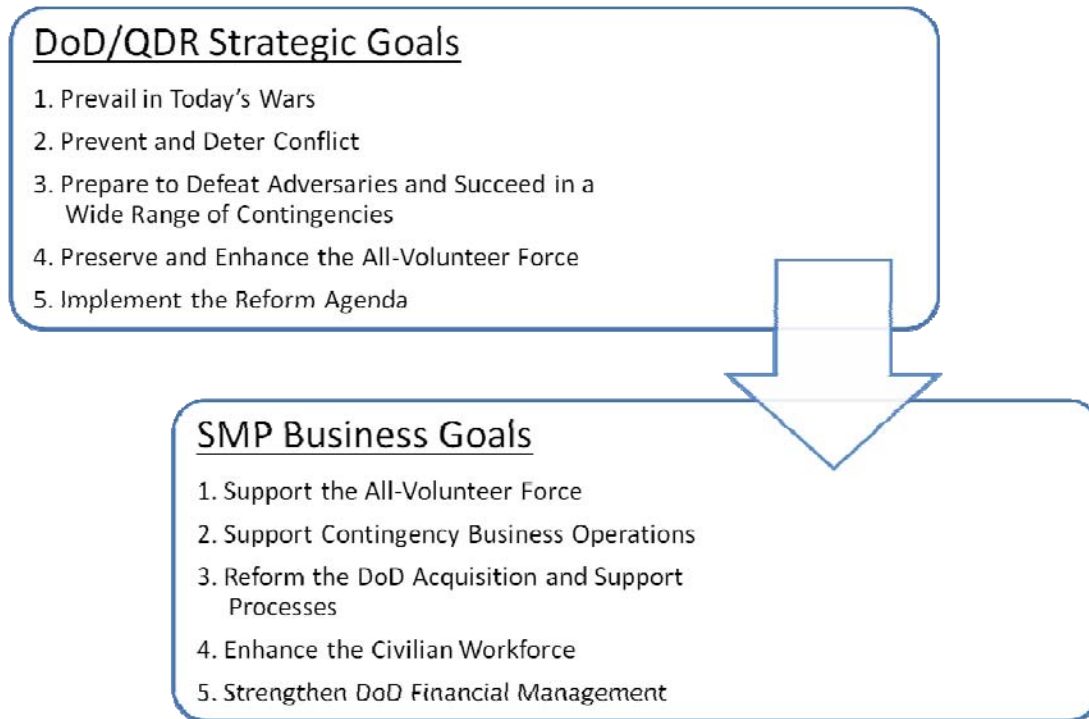 DoD/QDR Strategic Goals
1. Prevail in Today's Wars
2. Prevent and Deter Conflict
3. Prepare to Defeat Adversaries and Succeed in a
Wide Range of Contingencies
4. Preserve and Enhance the All-Volunteer Force
5. Implement the Reform Agenda
SMP Business Goals
1. Support the All-Volunteer Force
2. Support Contingency Business Operations
3. Reform the DoD Acquisition and Support
Processes
4. Enhance the Civilian Workforce
5. Strengthen DoD Financial Management